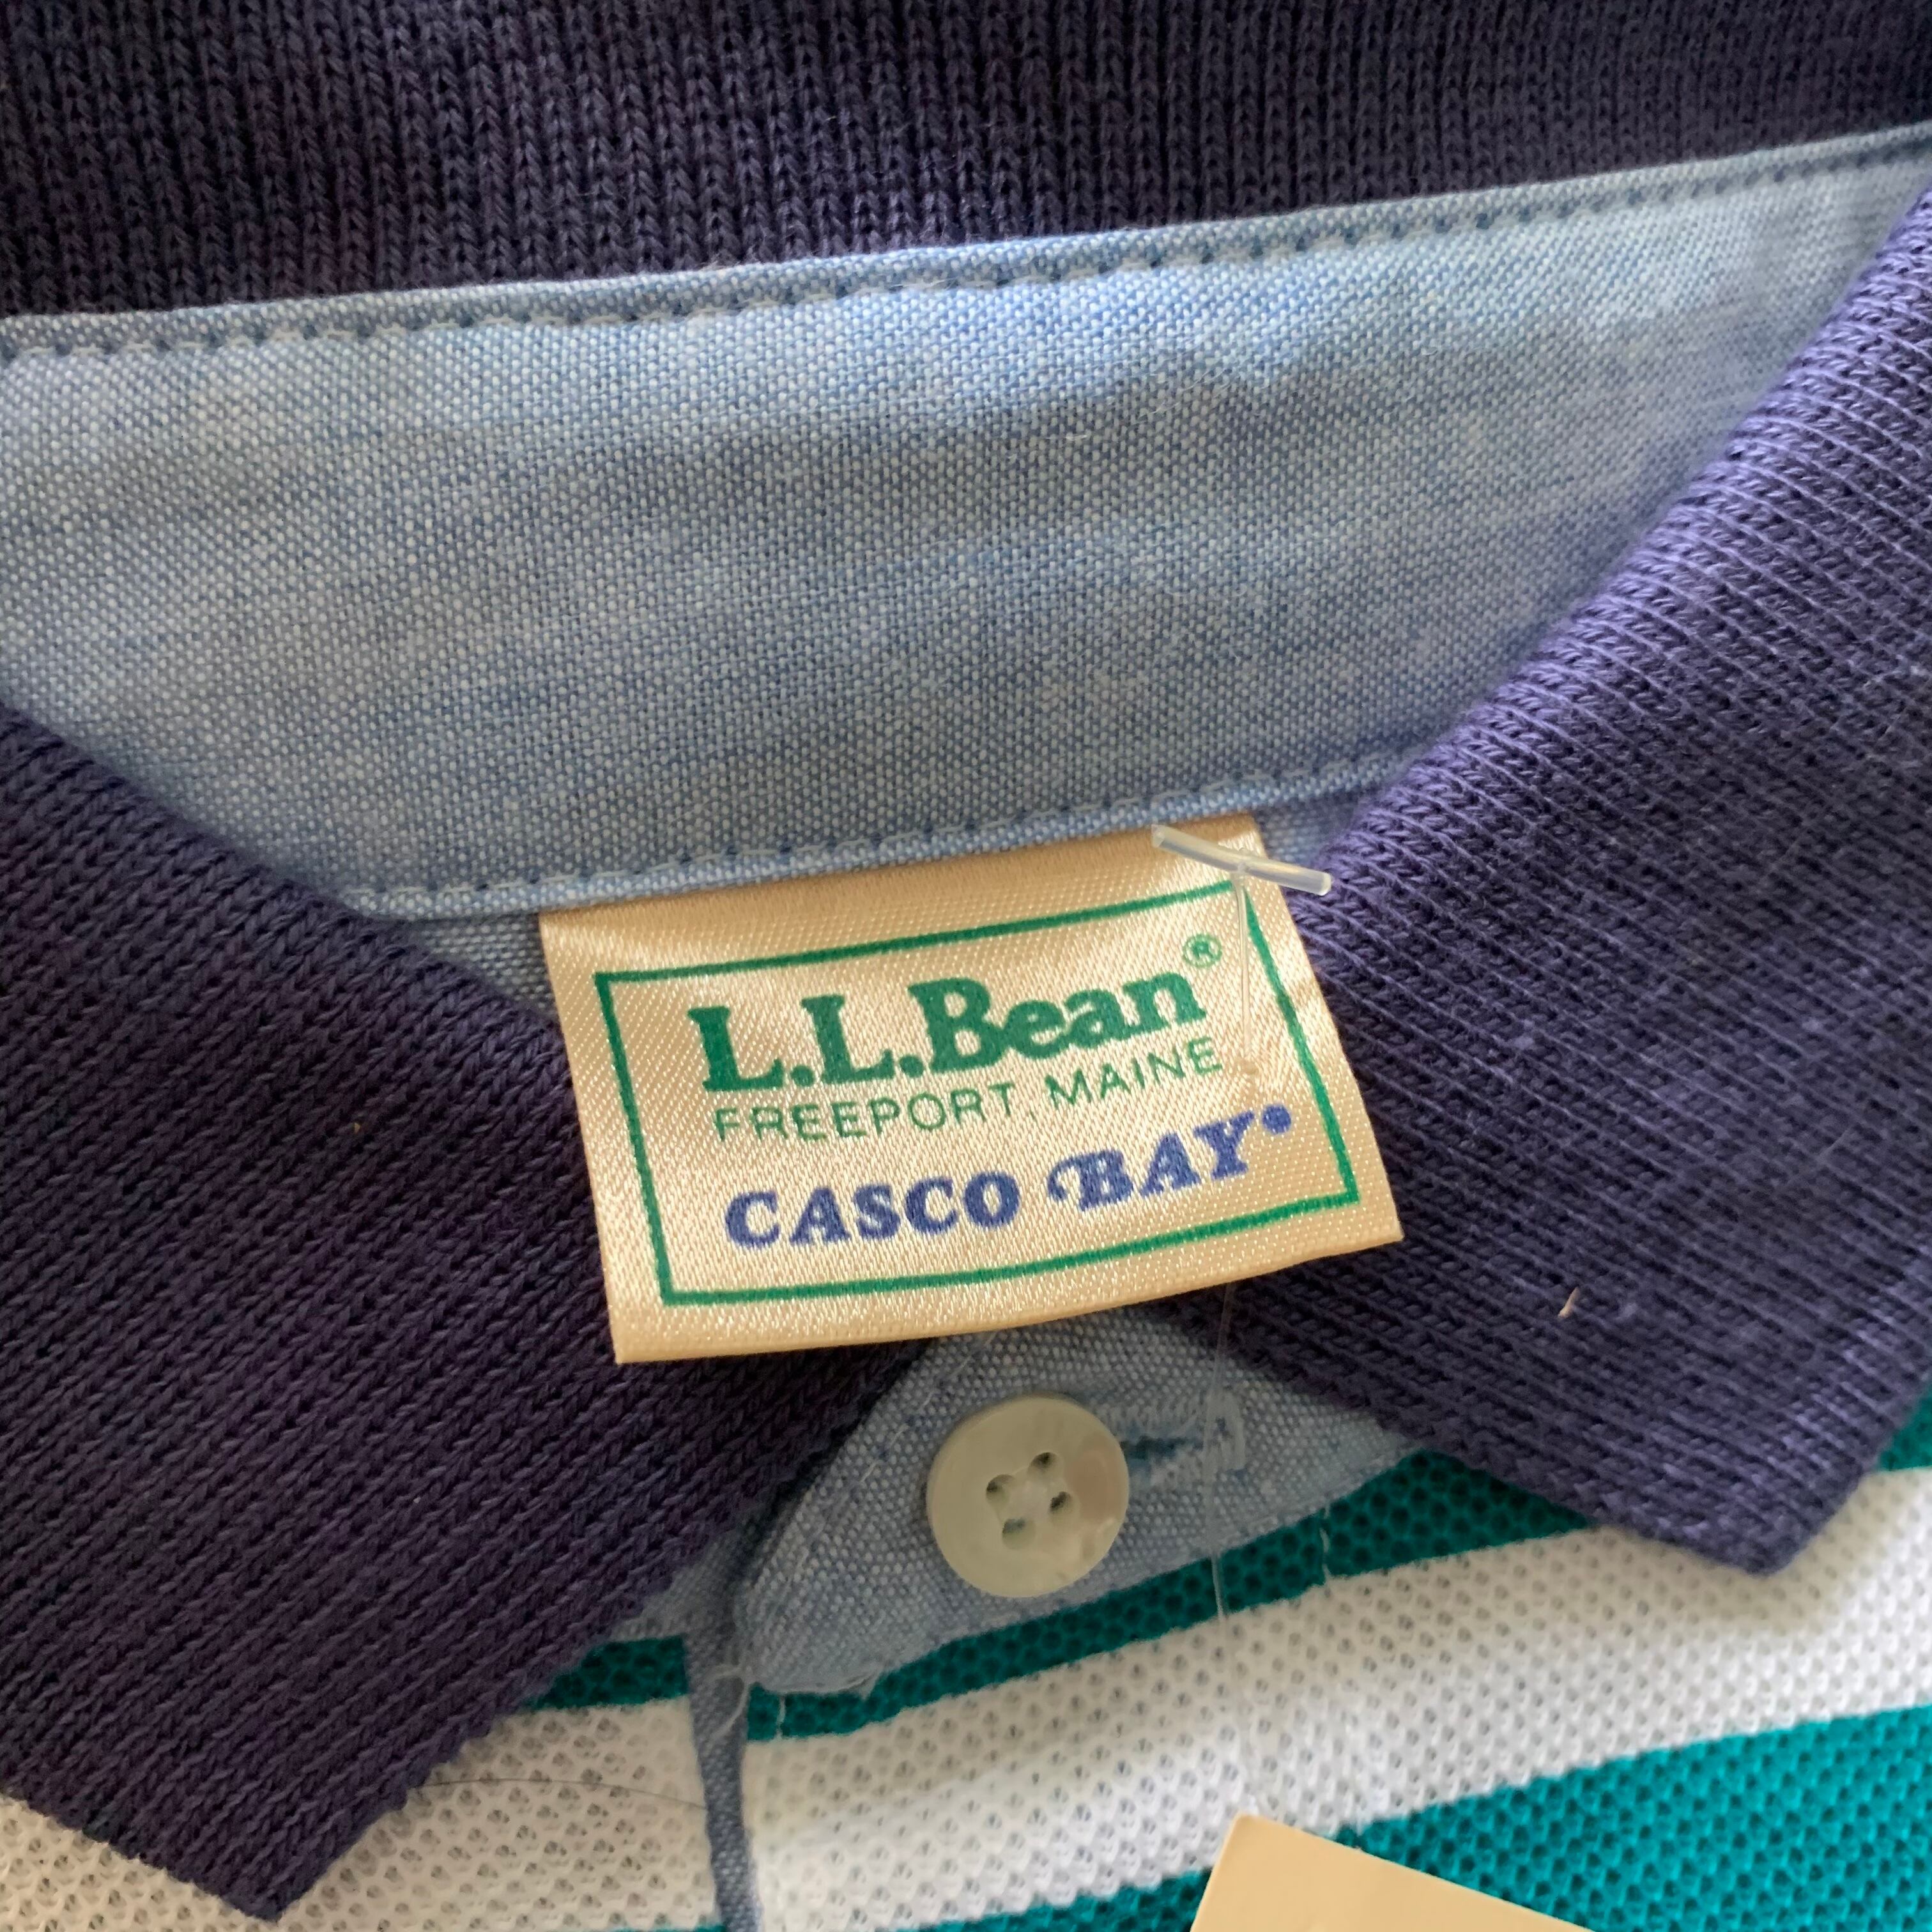 L.L.Bean®
FREEPORT, MAINE
CASCO BAY•